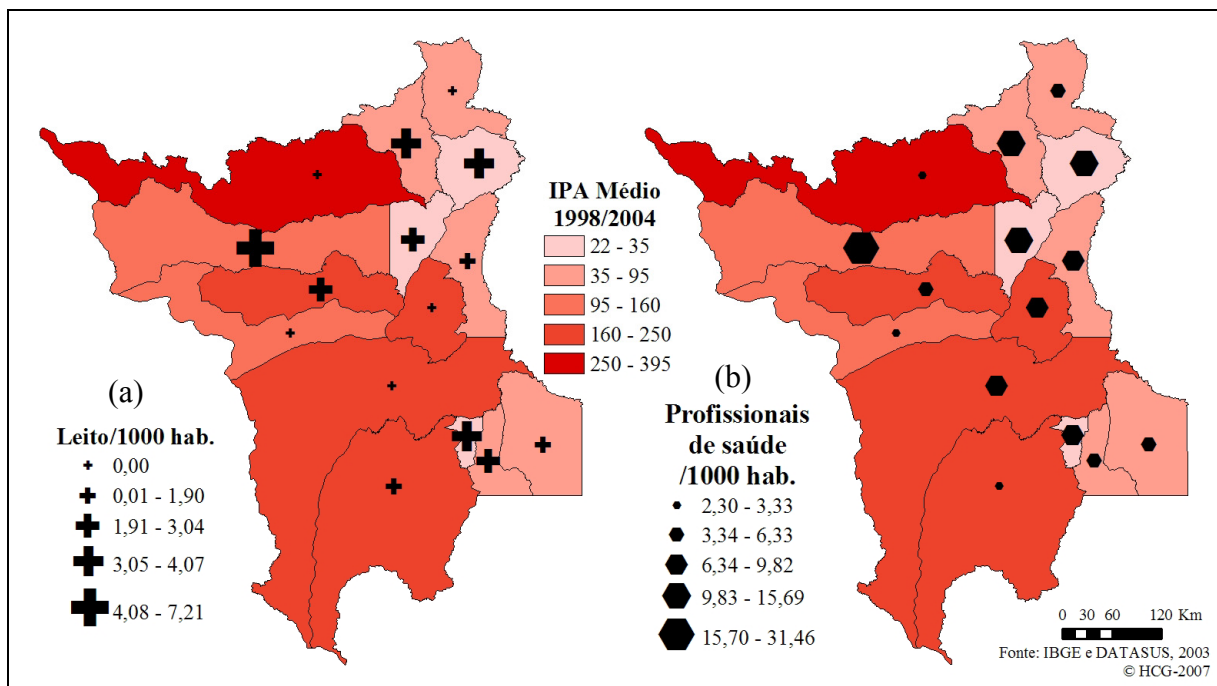 IPA Médio
1998/2004
22 - 35
35 - 95
95 - 160
160 - 250
250 - 395
(a)
Leito/1000 hab.
0,00
0,01 - 1,90
1,91 - 3,04
3,05 - 4,07
4,08 - 7,21
(b)
Profissionais
de saúde
/1000 hab.
2,30 - 3,33
3,34 - 6,33
6,34 - 9,82
9,83 - 15,69
15,70 - 31,46
0 30 60 120 Km
Fonte: IBGE e DATASUS, 2003
© HCG-2007